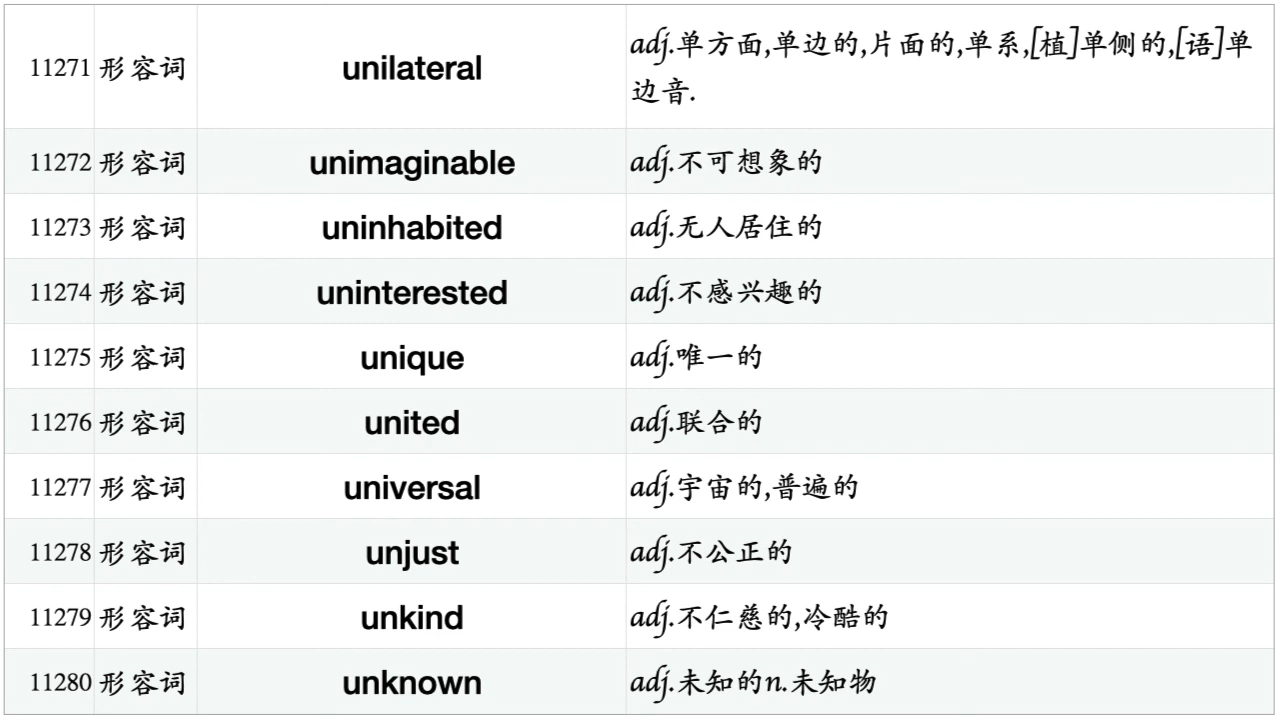 11271 形容词 unilateral adj.单方面,单边的,片面的,单系,[植]单侧的,[语]单
边音.
11272 形容词 unimaginable adj.不可想象的
11273 形容词 uninhabited adj.无人居住的
11274 形容词 uninterested adj.不感兴趣的
11275 形容词 unique adj.唯一的
11276 形容词 united adj.联合的
11277 形容词 universal adj.宇宙的,普遍的
11278 形容词 unjust adj.不公正的
11279 形容词 unkind adj.不仁慈的,冷酷的
11280 形容词 unknown adj.未知的n.未知物